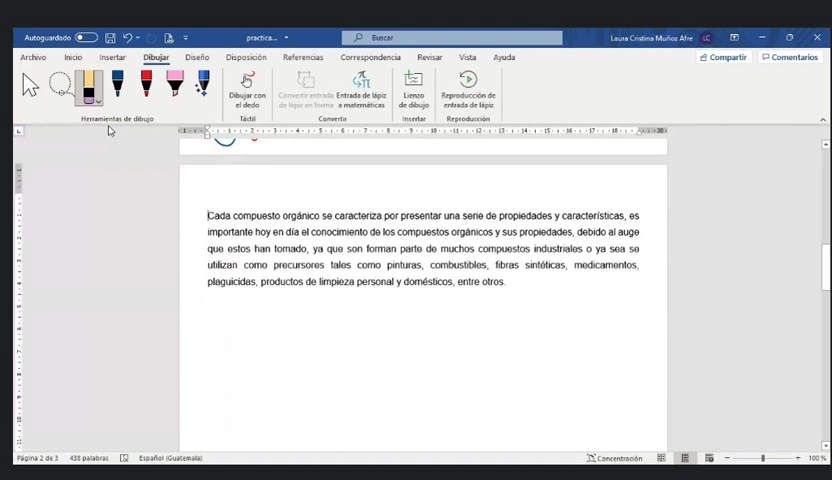 Autoguardado practica... Buscar Laura Cristina Muñoz Afre LC
Archivo Inicio Insertar Dibujar Diseño Disposición Referencias Correspondencia Revisar Vista Ayuda Compartir Comentarios
Dibujar con el dedo
Convertir entrada de lápiz en forma
Entrada de lápiz a matemáticas
Lienzo de dibujo
Reproducción de entrada de lápiz
Herramientas de dibujo Táctil Convertir Insertar Reproducción
Cada compuesto orgánico se caracteriza por presentar una serie de propiedades y características, es
importante hoy en día el conocimiento de los compuestos orgánicos y sus propiedades, debido al auge
que estos han tomado, ya que son forman parte de muchos compuestos industriales o ya sea se
utilizan como precursores tales como pinturas, combustibles, fibras sintéticas, medicamentos,
plaguicidas, productos de limpieza personal y domésticos, entre otros.
Página 2 de 3 438 palabras Español (Guatemala) Concentración 100 %